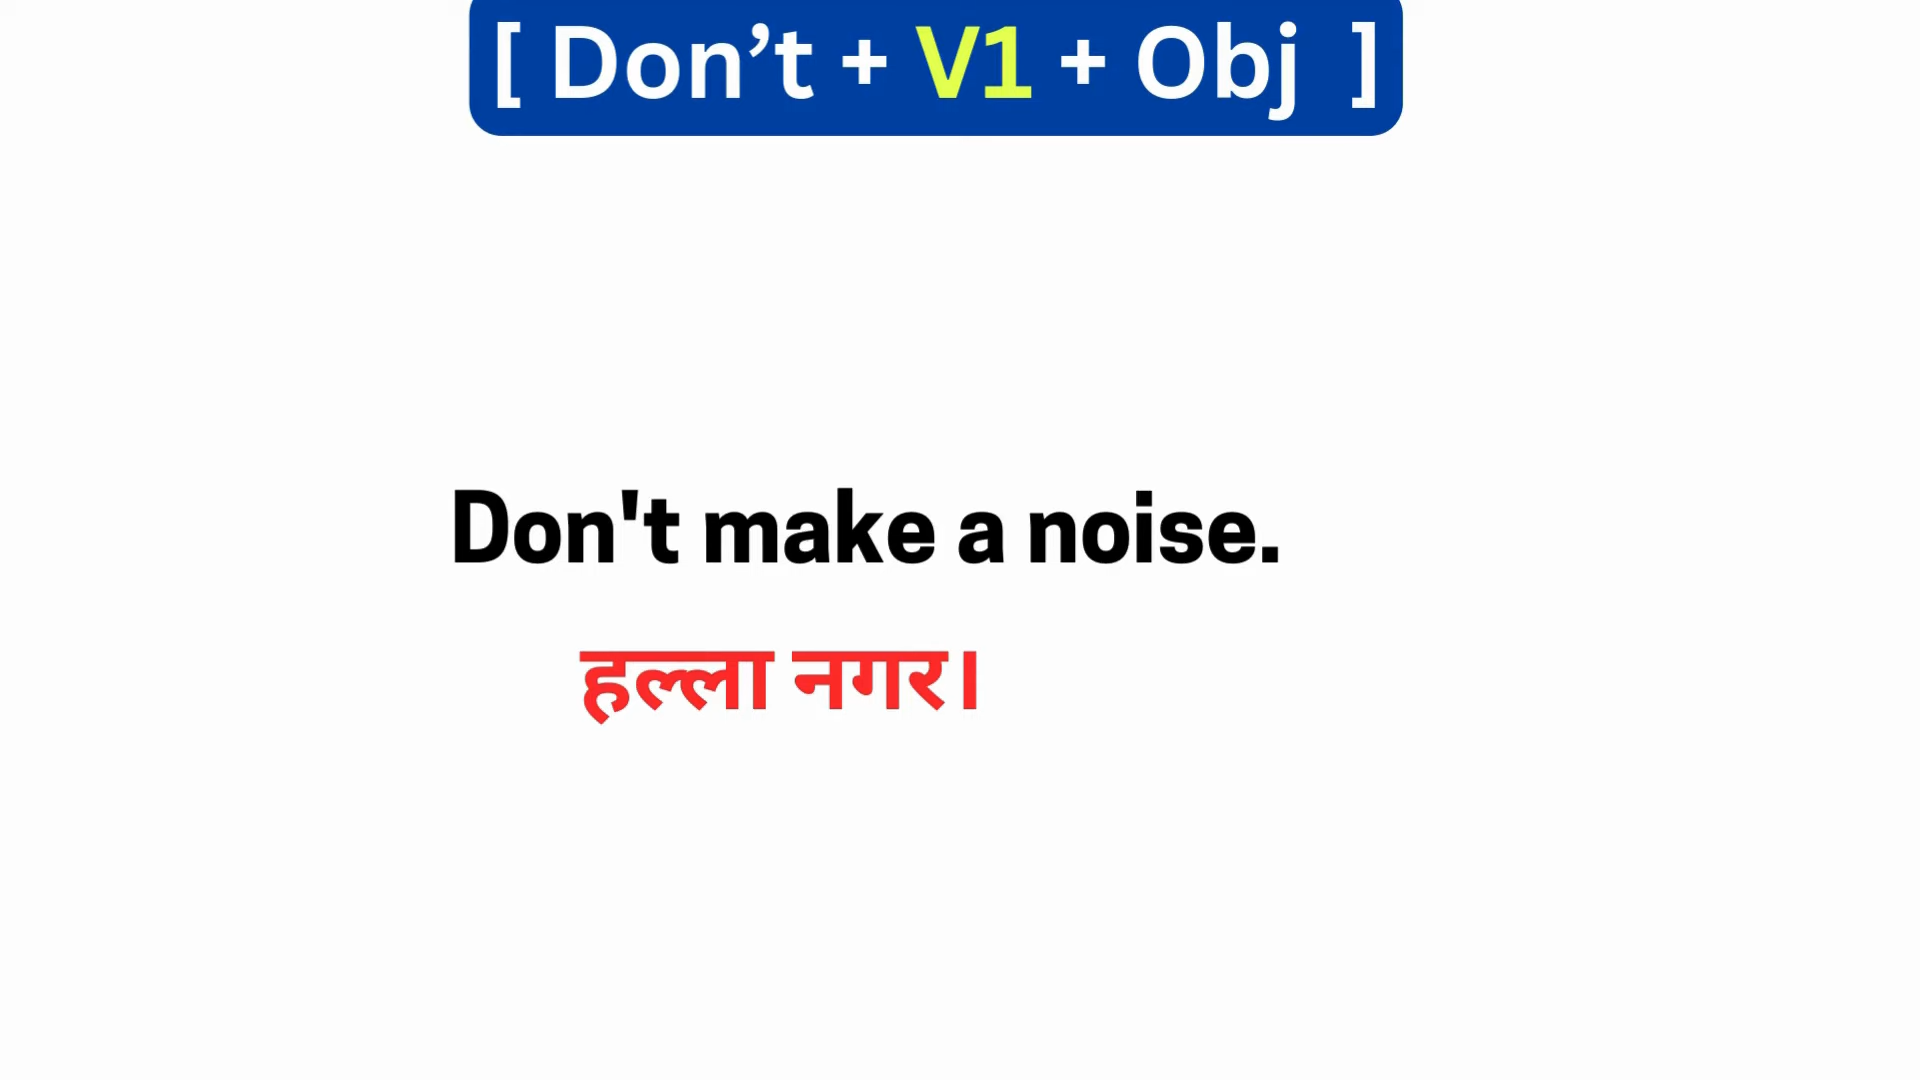 [ Don’t + V1 + Obj ]
Don't make a noise.
हल्ला नगर।